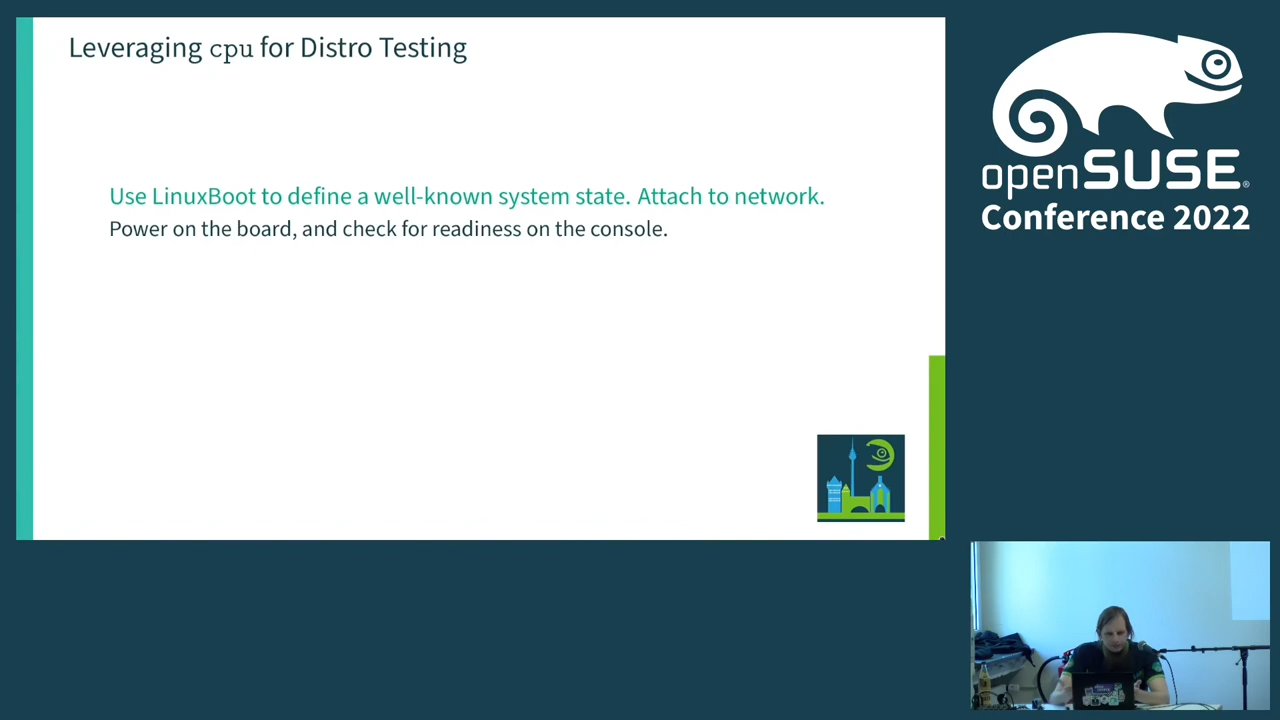 Leveraging cpu for Distro Testing
Use LinuxBoot to define a well-known system state. Attach to network.
Power on the board, and check for readiness on the console.
openSUSE®
Conference 2022